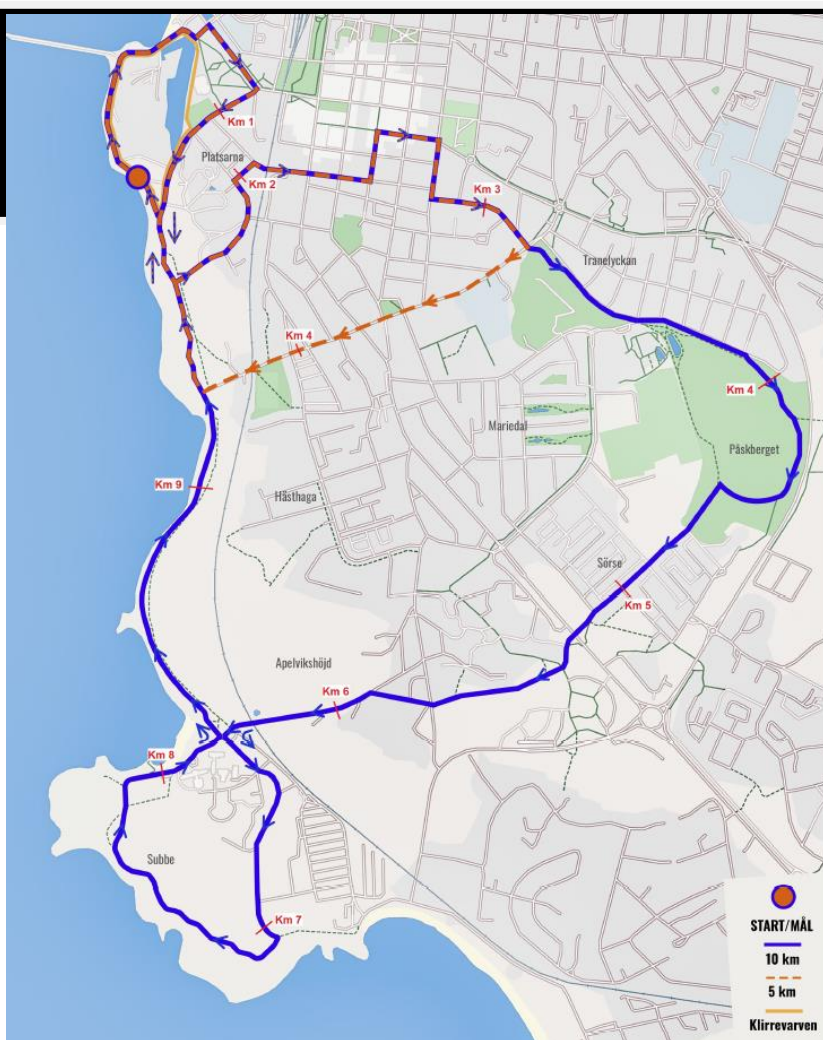 Km 1
Platsarna
Km 2
Km 3
Tranelyckan
Km 4
Km 4
Mariedal
Påskberget
Km 9
Hästhaga
Sörse
Km 5
Apelvikshöjd
Km 6
Km 8
Subbe
Km 7
START/MÅL
10 km
5 km
Klirrevarven